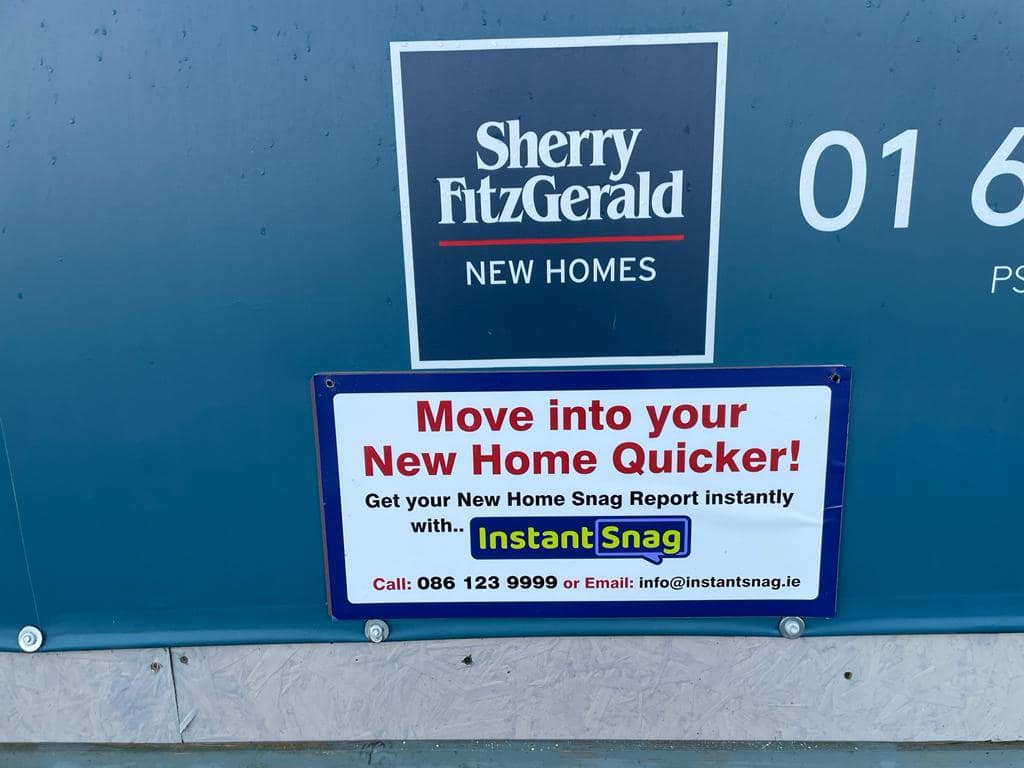 Sherry
FitzGerald
NEW HOMES
01 6
PS
Move into your
New Home Quicker!
Get your New Home Snag Report instantly
with.. Instant Snag
Call: 086 123 9999 or Email: info@instantsnag.ie